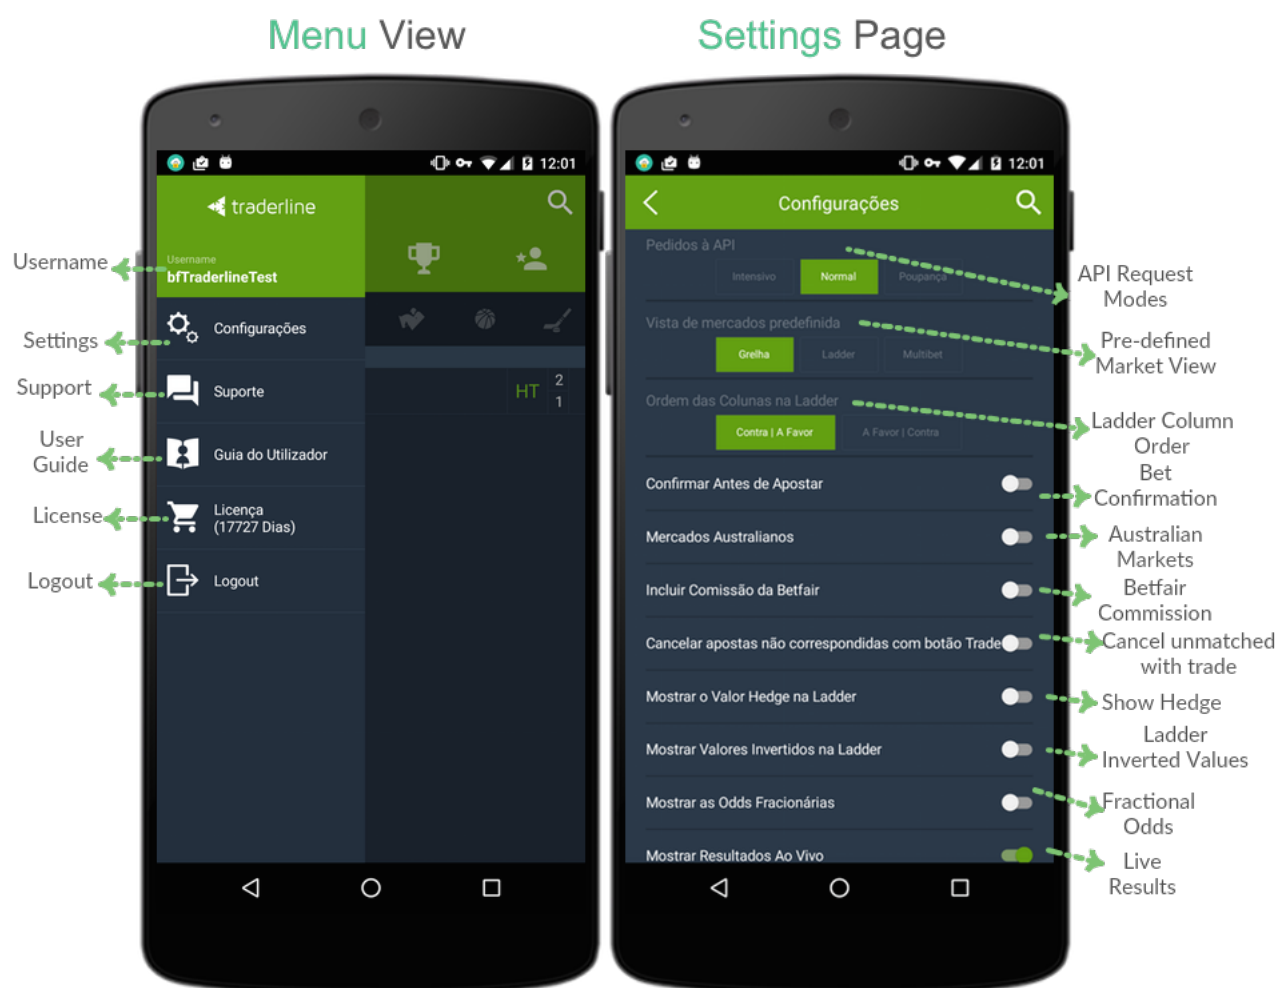 Menu View
Settings Page
12:01
traderline
Username
bfTraderlineTest
Configurações
Suporte
Guia do Utilizador
Licença
(17727 Dias)
Logout
HT
2
1
Username
Settings
Support
User
Guide
License
Logout
12:01
Configurações
Pedidos à API
Intensivo Normal Poupança
Vista de mercados predefinida
Grelha Ladder Multibet
Ordem das Colunas na Ladder
Contra | A Favor A Favor | Contra
Confirmar Antes de Apostar
Mercados Australianos
Incluir Comissão da Betfair
Cancelar apostas não correspondidas com botão Trade
Mostrar o Valor Hedge na Ladder
Mostrar Valores Invertidos na Ladder
Mostrar as Odds Fracionárias
Mostrar Resultados Ao Vivo
API Request
Modes
Pre-defined
Market View
Ladder Column
Order
Bet
Confirmation
Australian
Markets
Betfair
Commission
Cancel unmatched
with trade
Show Hedge
Ladder
Inverted Values
Fractional
Odds
Live
Results